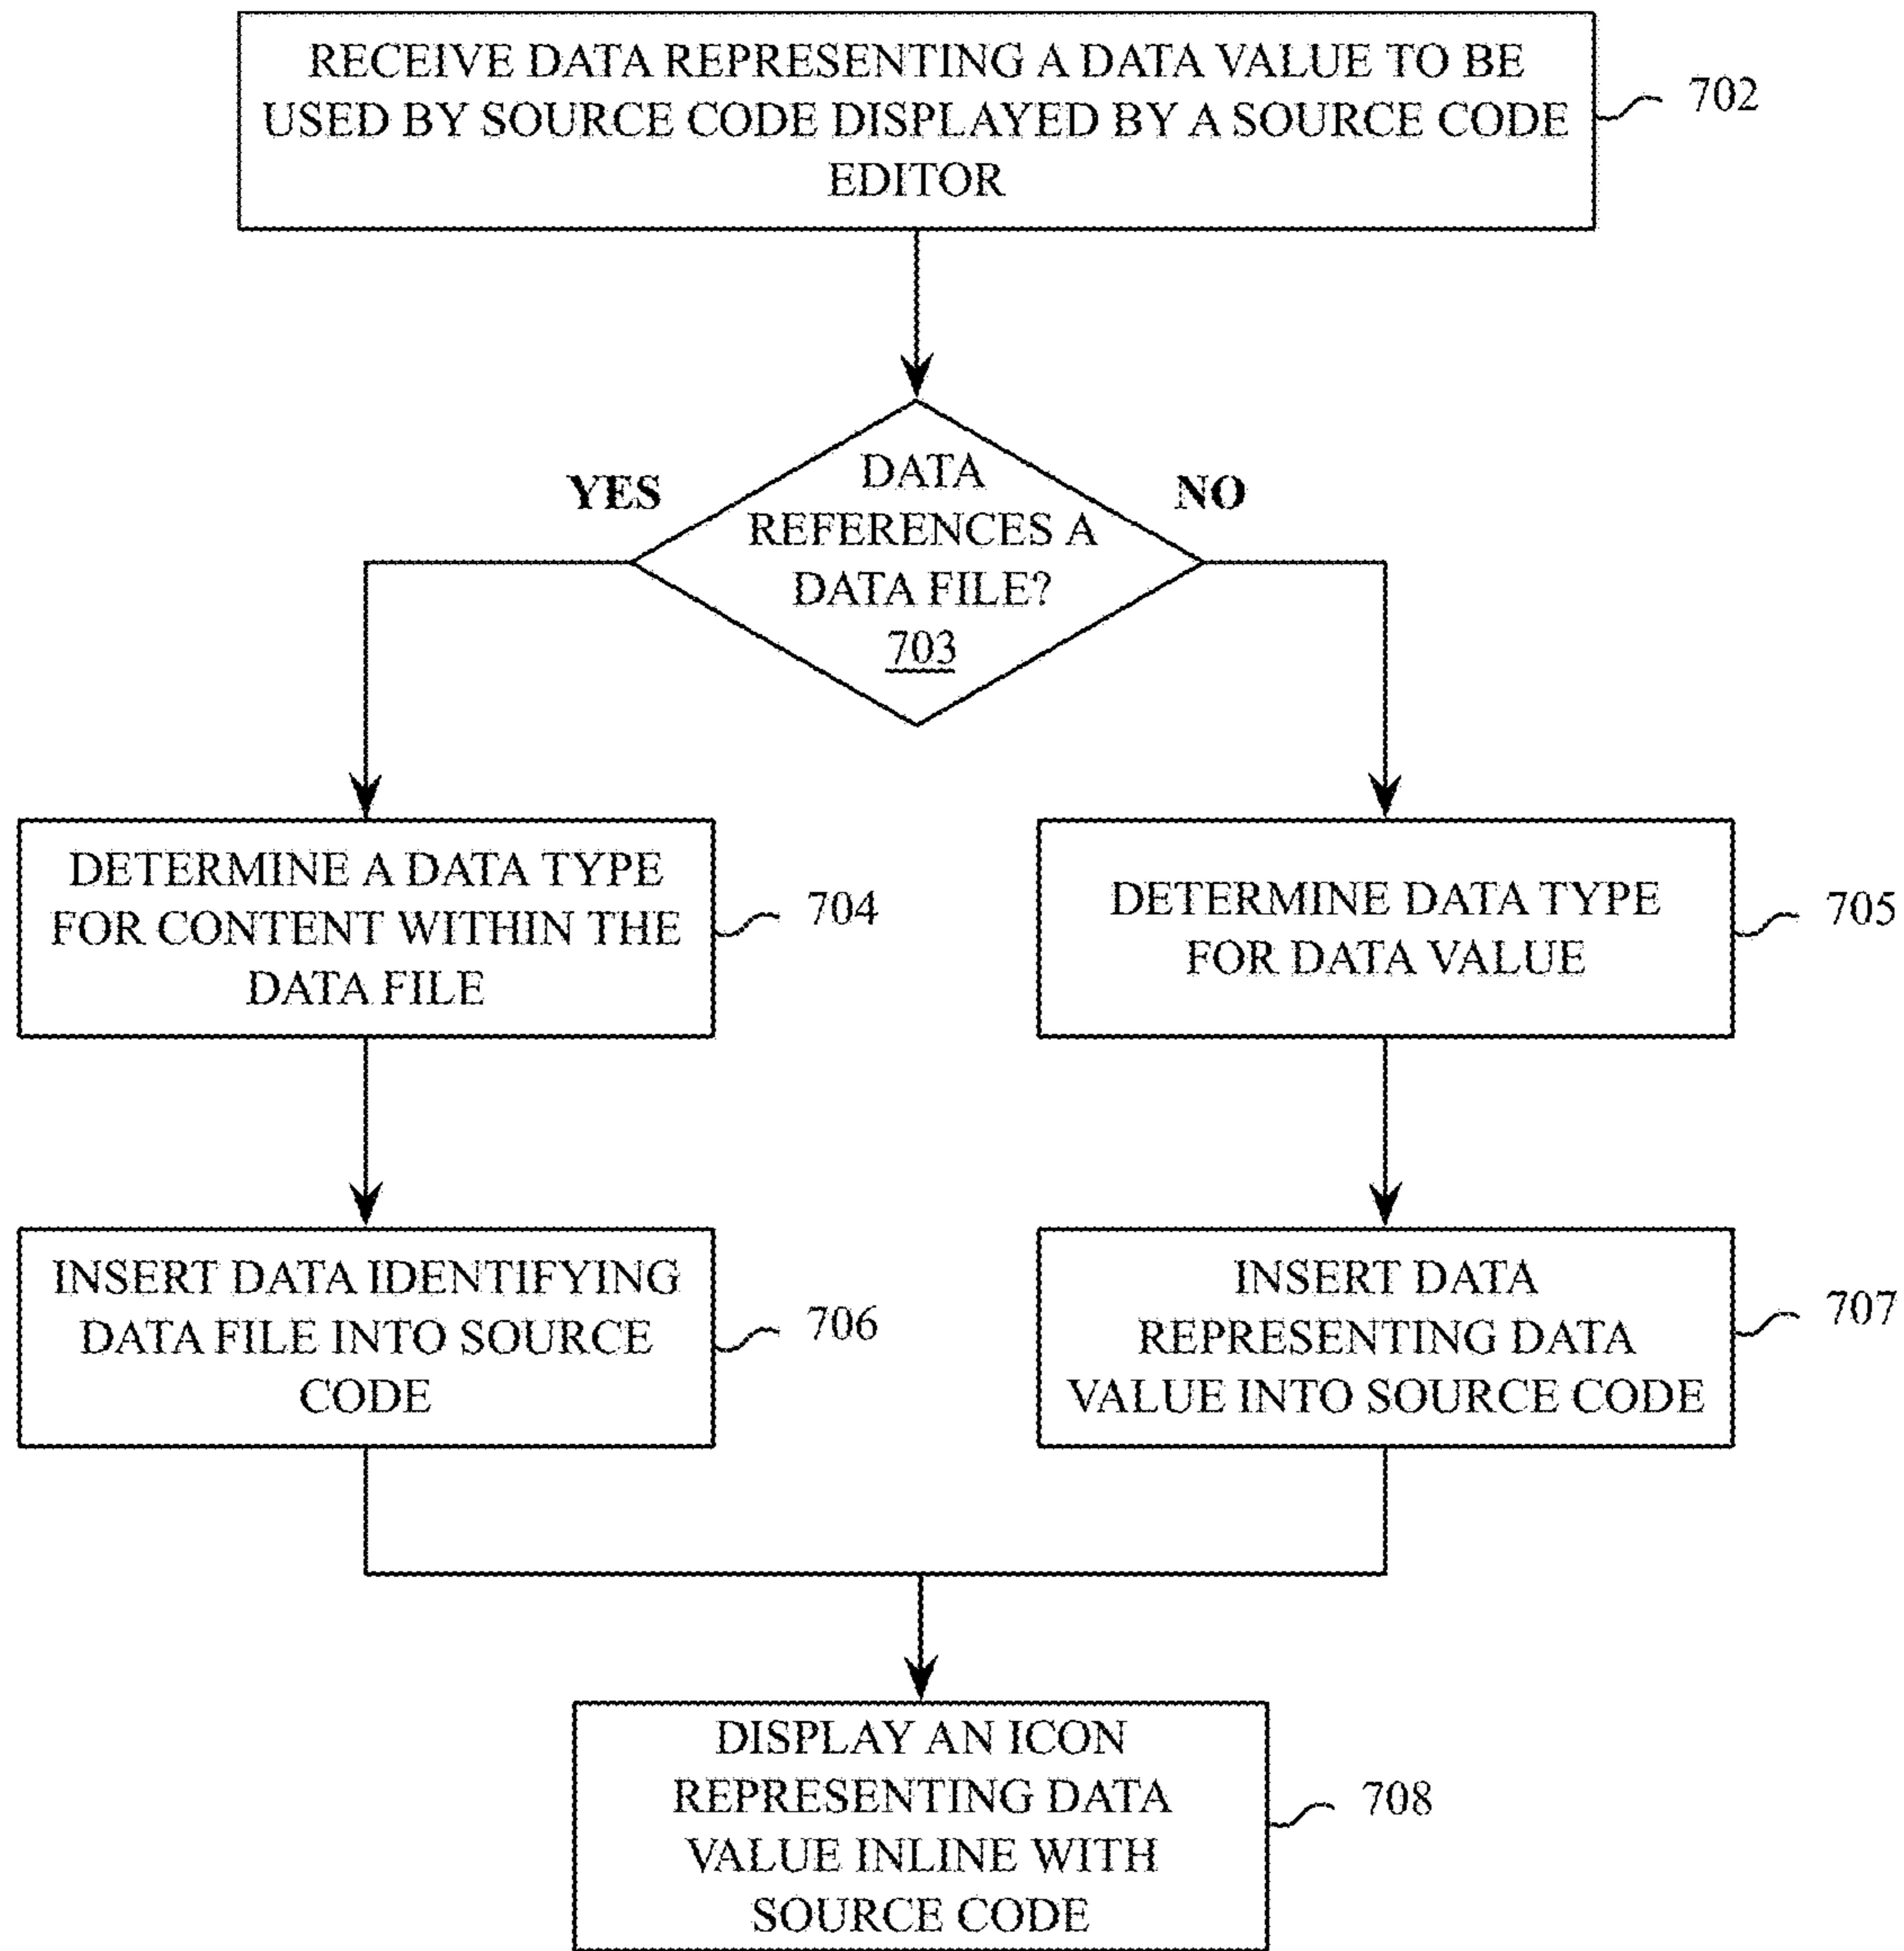 RECEIVE DATA REPRESENTING A DATA VALUE TO BE
USED BY SOURCE CODE DISPLAYED BY A SOURCE CODE
EDITOR
702
DATA
REFERENCES A
DATA FILE?
703
YES
NO
DETERMINE A DATA TYPE
FOR CONTENT WITHIN THE
DATA FILE
704
DETERMINE DATA TYPE
FOR DATA VALUE
705
INSERT DATA IDENTIFYING
DATA FILE INTO SOURCE
CODE
706
INSERT DATA
REPRESENTING DATA
VALUE INTO SOURCE CODE
707
DISPLAY AN ICON
REPRESENTING DATA
VALUE INLINE WITH
SOURCE CODE
708